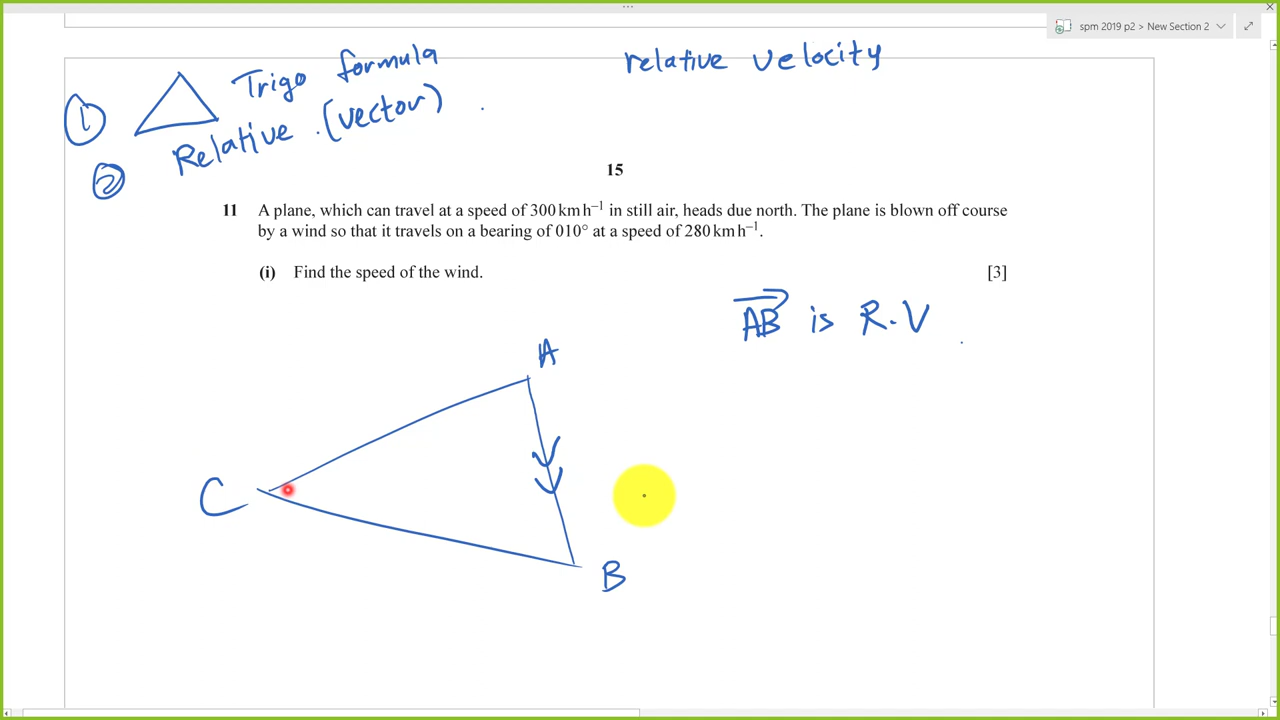 spm 2019 p2 > New Section 2
① Trigo formula
relative velocity
② Relative (vector)
15
11 A plane, which can travel at a speed of 300 km h⁻¹ in still air, heads due north. The plane is blown off course
by a wind so that it travels on a bearing of 010° at a speed of 280 km h⁻¹.
(i) Find the speed of the wind. [3]
AB is R.V
A
C
B